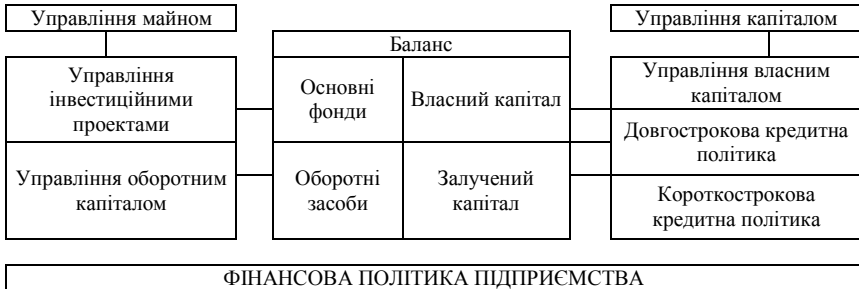 Управління майном
Управління капіталом
Баланс
Управління
інвестиційними
проектами
Основні
фонди
Власний капітал
Управління власним
капіталом
Довгострокова кредитна
політика
Управління оборотним
капіталом
Оборотні
засоби
Залучений
капітал
Короткострокова
кредитна політика
ФІНАНСОВА ПОЛІТИКА ПІДПРИЄМСТВА